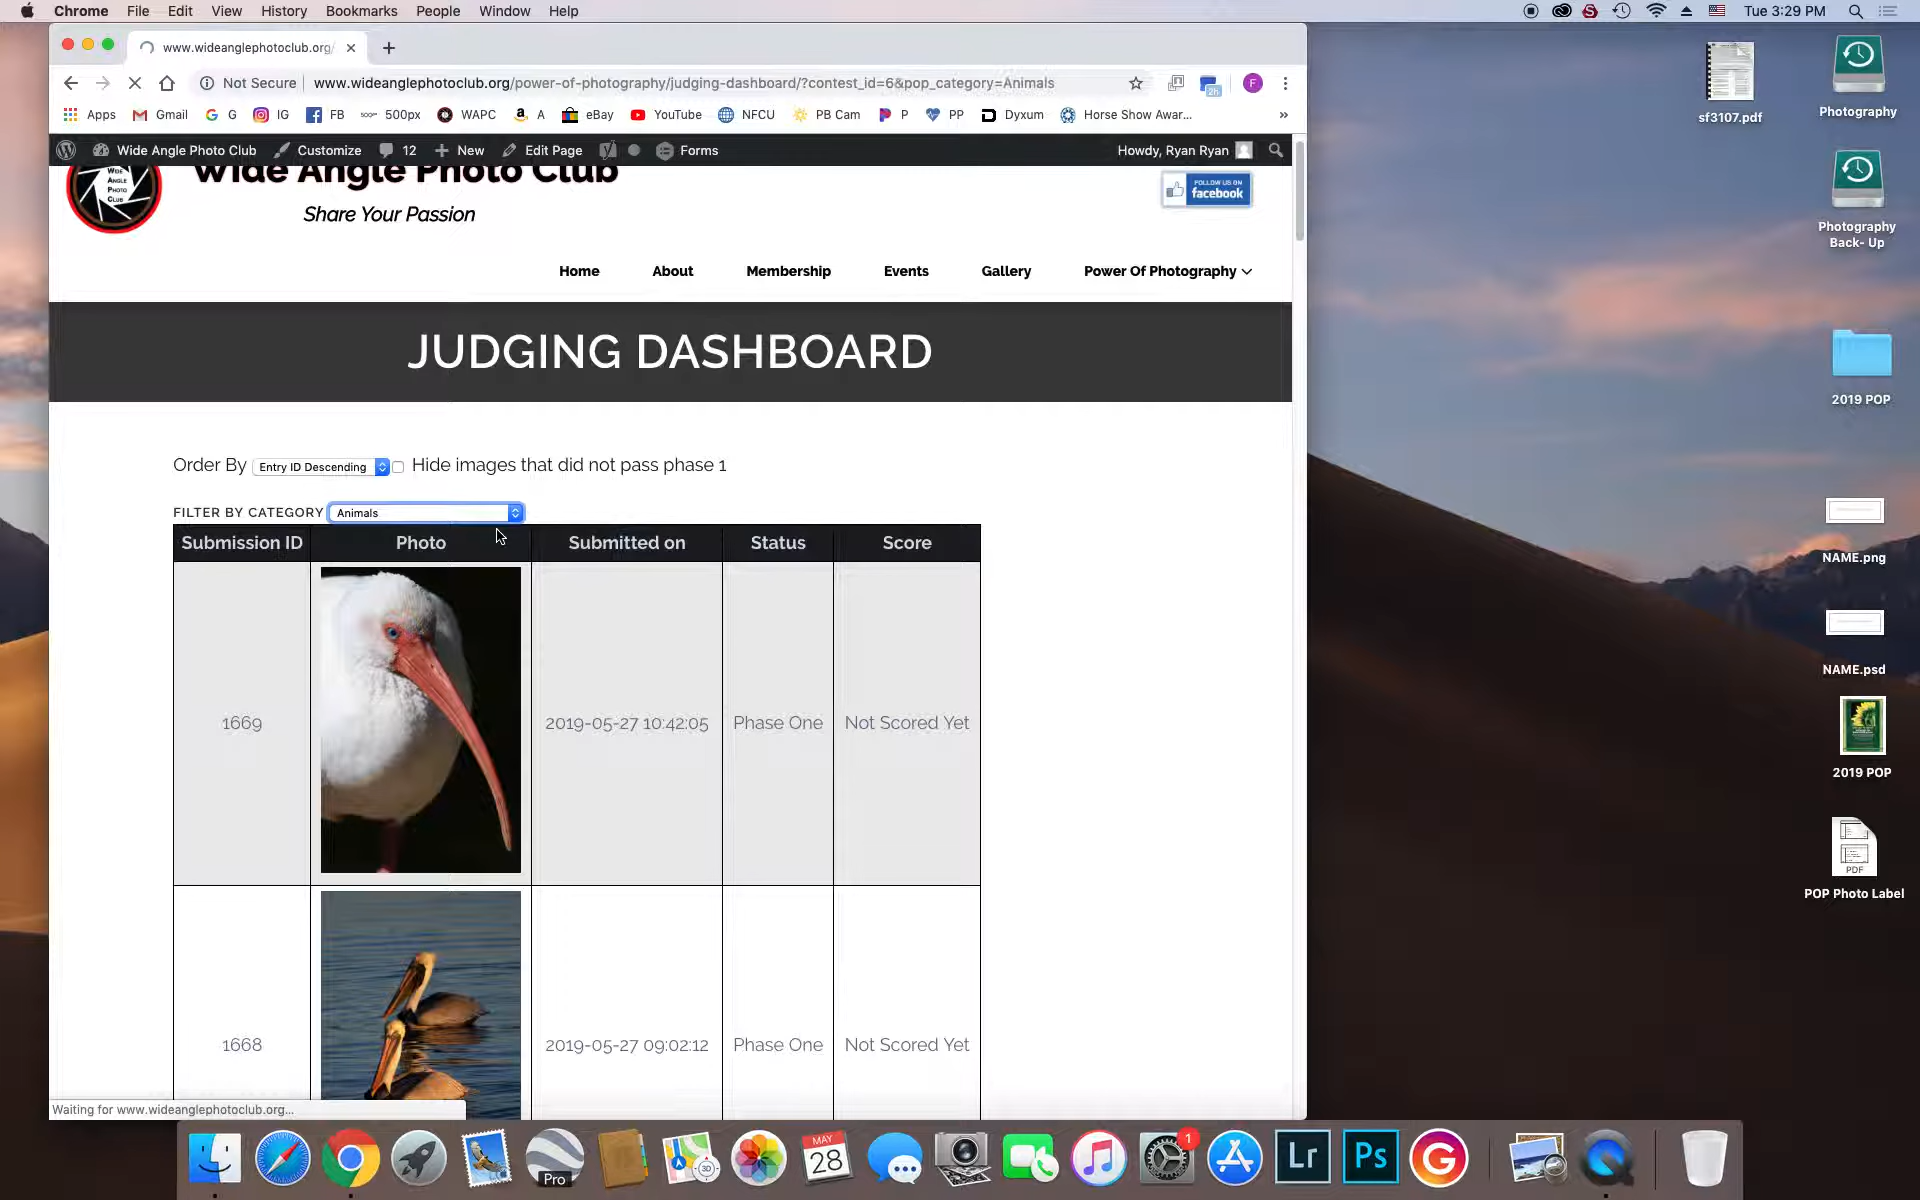 Chrome File Edit View History Bookmarks People Window Help
Tue 3:29 PM
www.wideanglephotoclub.org/
Not Secure www.wideanglephotoclub.org/power-of-photography/judging-dashboard/?contest_id=6&pop_category=Animals
2h
F
Apps Gmail G IG FB 500px WAPC A eBay YouTube NFCU PB Cam P PP Dyxum Horse Show Awar... »
Wide Angle Photo Club Customize 12 New Edit Page Forms Howdy, Ryan Ryan
WIDE
ANGLE
PHOTO
CLUB
Wide Angle Photo Club
Share Your Passion
FOLLOW US ON
facebook
Home About Membership Events Gallery Power Of Photography
JUDGING DASHBOARD
Order By Entry ID Descending Hide images that did not pass phase 1
FILTER BY CATEGORY Animals
Submission ID Photo Submitted on Status Score
1669 2019-05-27 10:42:05 Phase One Not Scored Yet
1668 2019-05-27 09:02:12 Phase One Not Scored Yet
Waiting for www.wideanglephotoclub.org...
sf3107.pdf
Photography
Photography
Back- Up
2019 POP
NAME.png
NAME.psd
2019 POP
PDF
POP Photo Label
Pro
MAY
28
3D
1
Lr
Ps
G